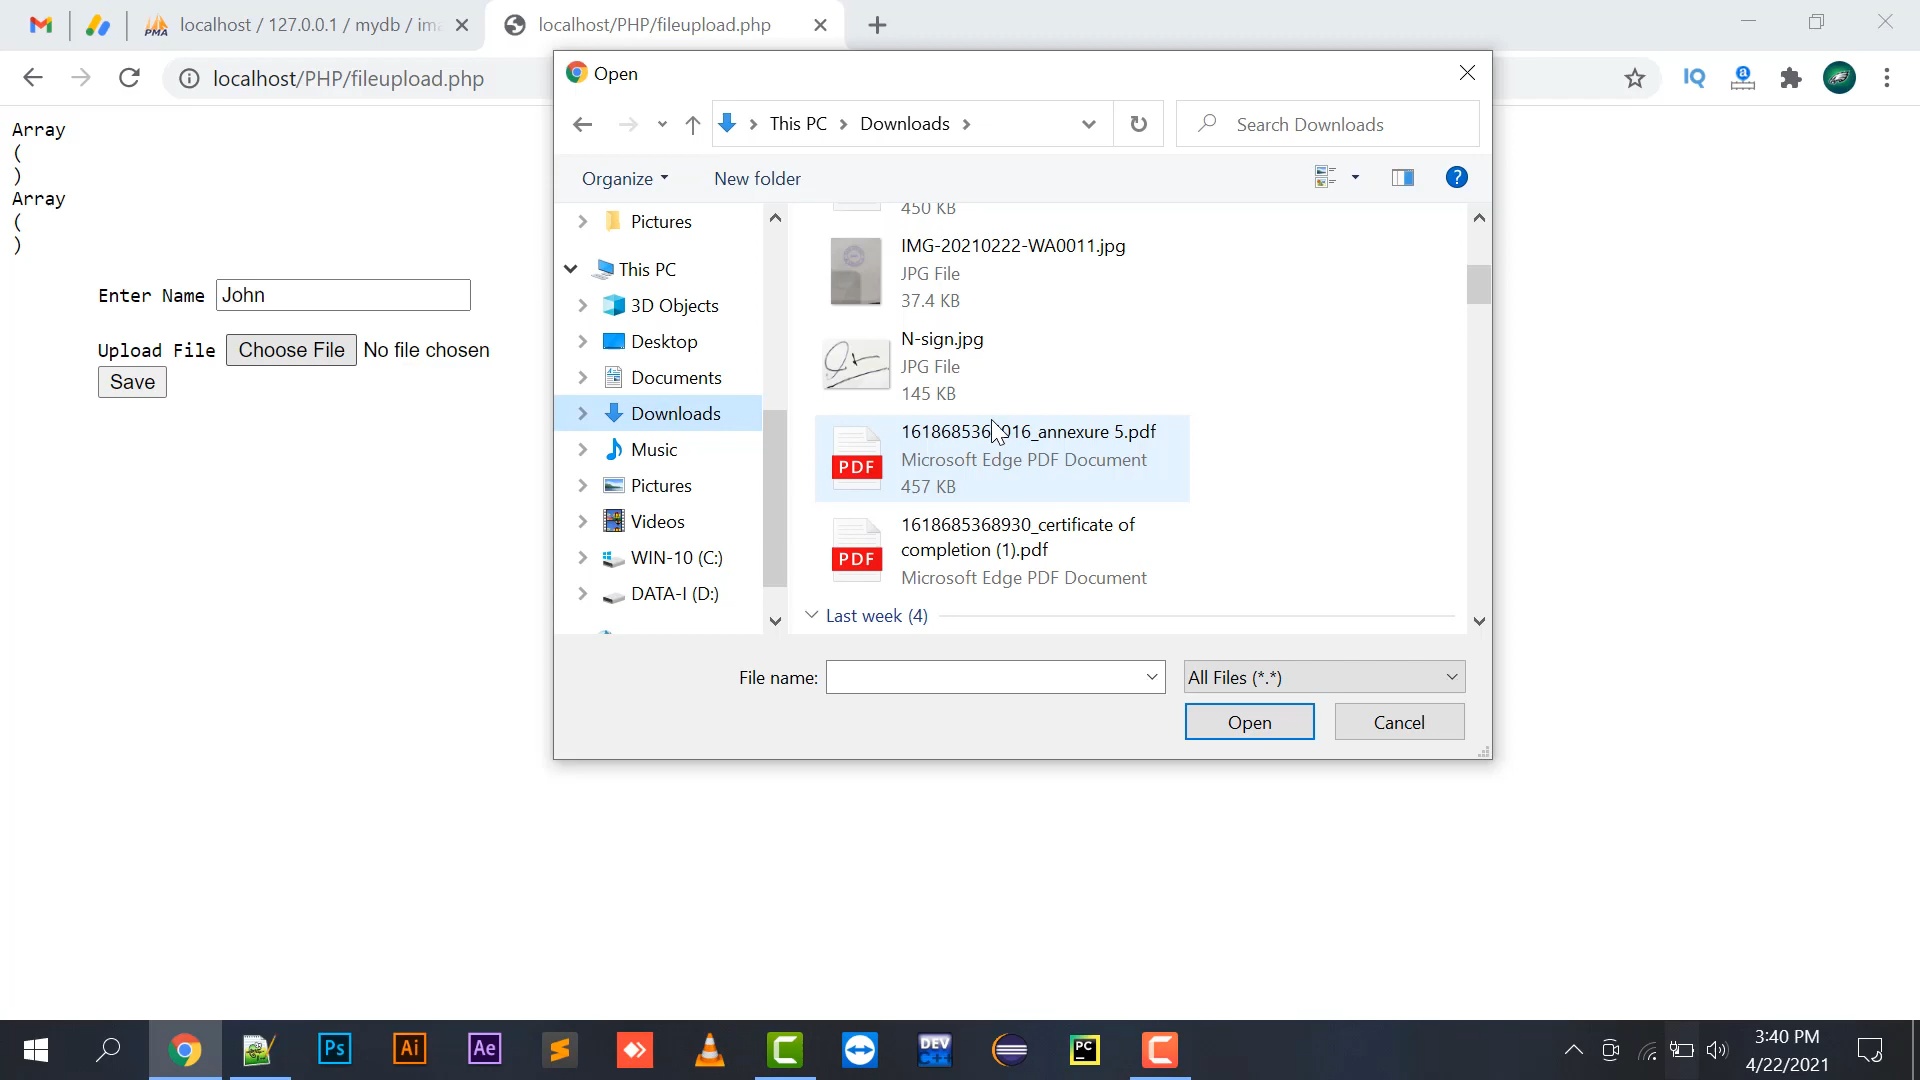 localhost / 127.0.0.1 / mydb / im
localhost/PHP/fileupload.php
localhost/PHP/fileupload.php
Array
(
)
Array
(
)
Enter Name John
Upload File Choose File No file chosen
Save
Open
This PC Downloads
Search Downloads
Organize
New folder
Pictures
This PC
3D Objects
Desktop
Documents
Downloads
Music
Pictures
Videos
WIN-10 (C:)
DATA-I (D:)
450 KB
IMG-20210222-WA0011.jpg
JPG File
37.4 KB
N-sign.jpg
JPG File
145 KB
PDF
Microsoft Edge PDF Document
457 KB
1618685368930_certificate of
completion (1).pdf
PDF
Microsoft Edge PDF Document
Last week (4)
File name:
All Files (*.*)
Open
Cancel
PMA
IQ
a
?
Ps
Ai
Ae
DEV
C++
PC
3:40 PM
4/22/2021